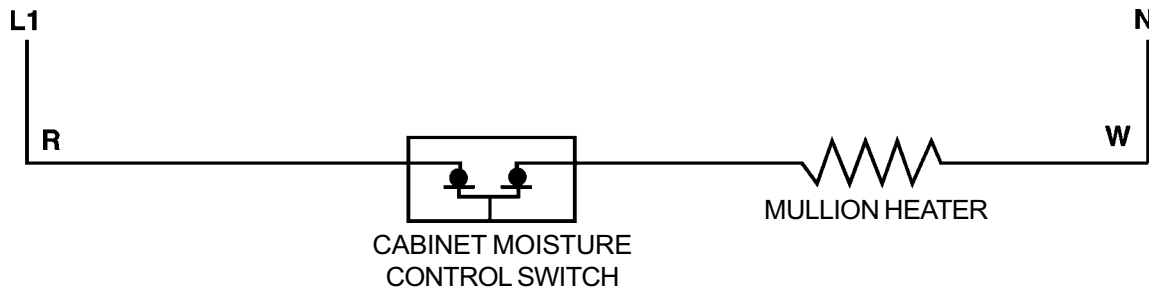 L1
N
R
W
MULLION HEATER
CABINET MOISTURE
CONTROL SWITCH